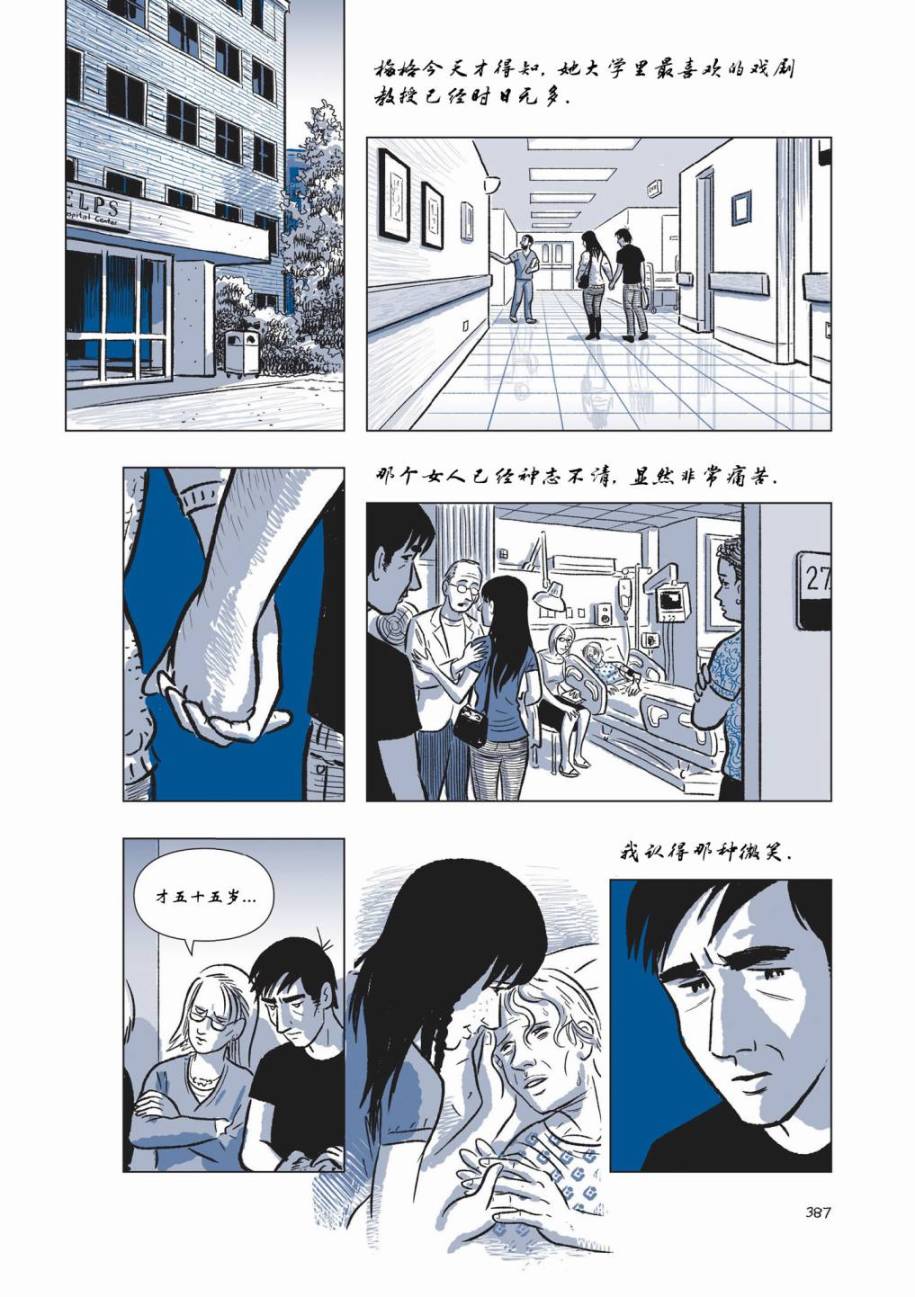 梅格今天才得知，她大学里最喜欢的戏剧
教授已经时日无多.
ELPS
ospital Center
那个女人已经神志不清，显然非常痛苦.
27
才五十五岁...
我认得那种微笑.
387